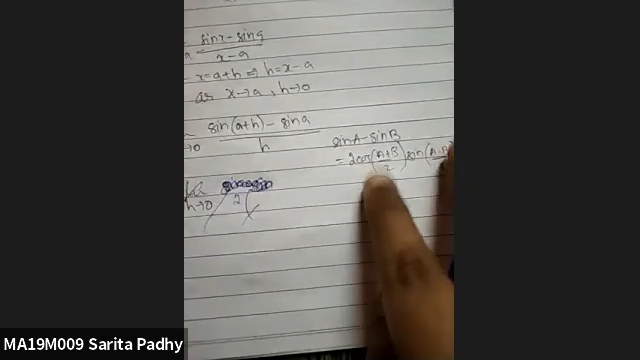 sinx - sina
x - a
x = a+h ⇒ h = x - a
as x→a, h→0
sin(a+h) - sina
h
sinA - sinB
= 2cos(A+B/2) sin(A-B
h→0 2
MA19M009 Sarita Padhy